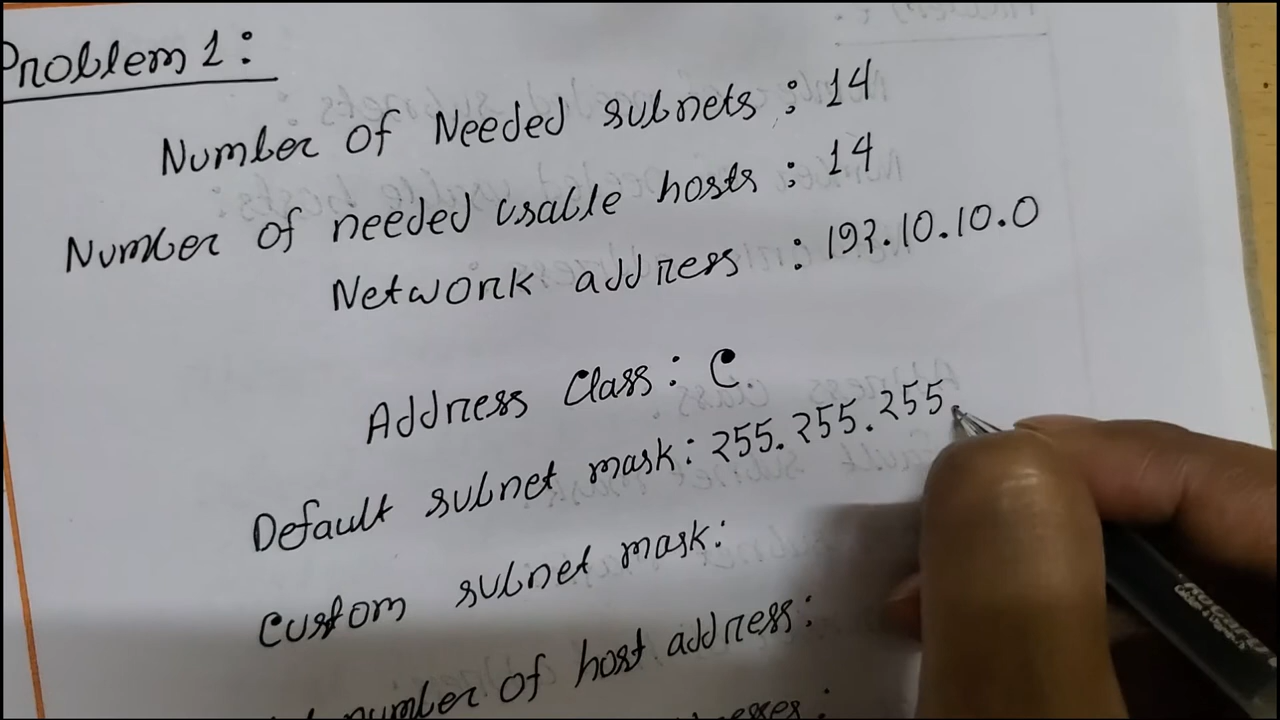 Problem 1:
Number of Needed subnets : 14
Number of needed usable hosts : 14
Network address : 192.10.10.0
Address Class : C
Default subnet mask : 255.255.255.
Custom subnet mask:
number of host address :